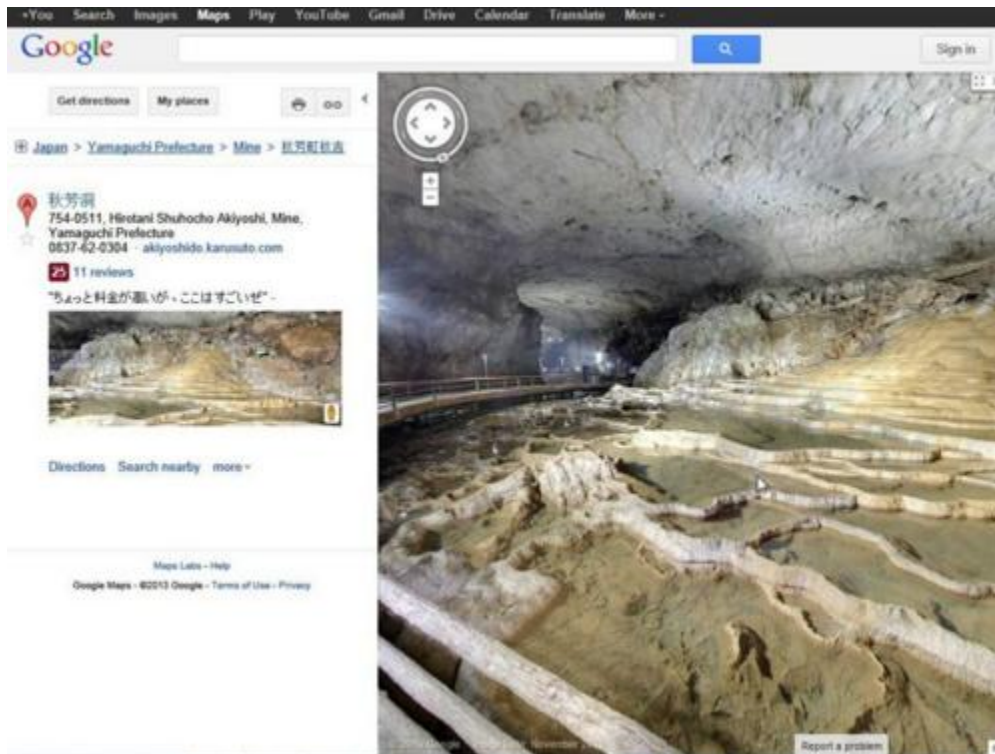 +You Search Images Maps Play YouTube Gmail Drive Calendar Translate More
Google
Sign in
Get directions My places
Japan > Yamaguchi Prefecture > Mine > 秋芳町秋吉
A 秋芳洞
754-0511, Hirotani Shuhocho Akiyoshi, Mine,
Yamaguchi Prefecture
0837-62-0304 · akiyoshido.karusuto.com
25 11 reviews
"ちょっと料金が高いが、ここはすごいぜ" -
Directions Search nearby more
Maps Labs - Help
Google Maps - ©2013 Google - Terms of Use - Privacy
Google November
Report a problem